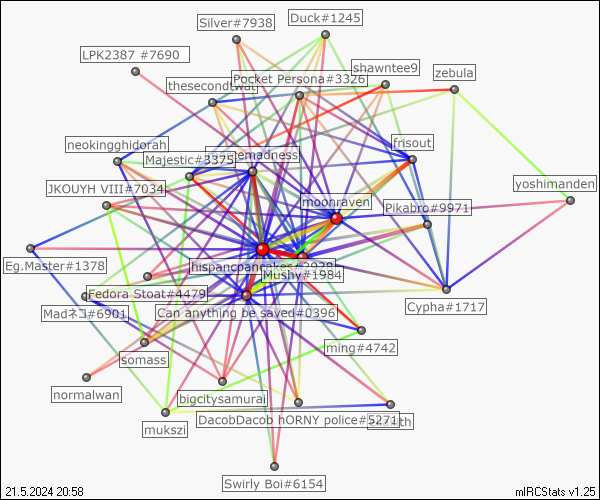 Silver#7938
Duck#1245
LPK2387 #7690
shawntee9
zebula
thesecondtwat
Pocket Persona#3326
neokingghidorah
frisout
Majestic#3375
temadness
JKOUYH VIII#7034
yoshimanden
moonraven
Pikabro#9971
Eg.Master#1378
hispancpancakes#2928
Mushy#1984
Fedora Stoat#4479
Cypha#1717
Madネコ#6901
Can anything be saved#0396
somass
ming#4742
normalwan
bigcitysamurai
mukszi
DacobDacob hORNY police#5271
Swirly Boi#6154
21.5.2024 20:58
mIRCStats v1.25